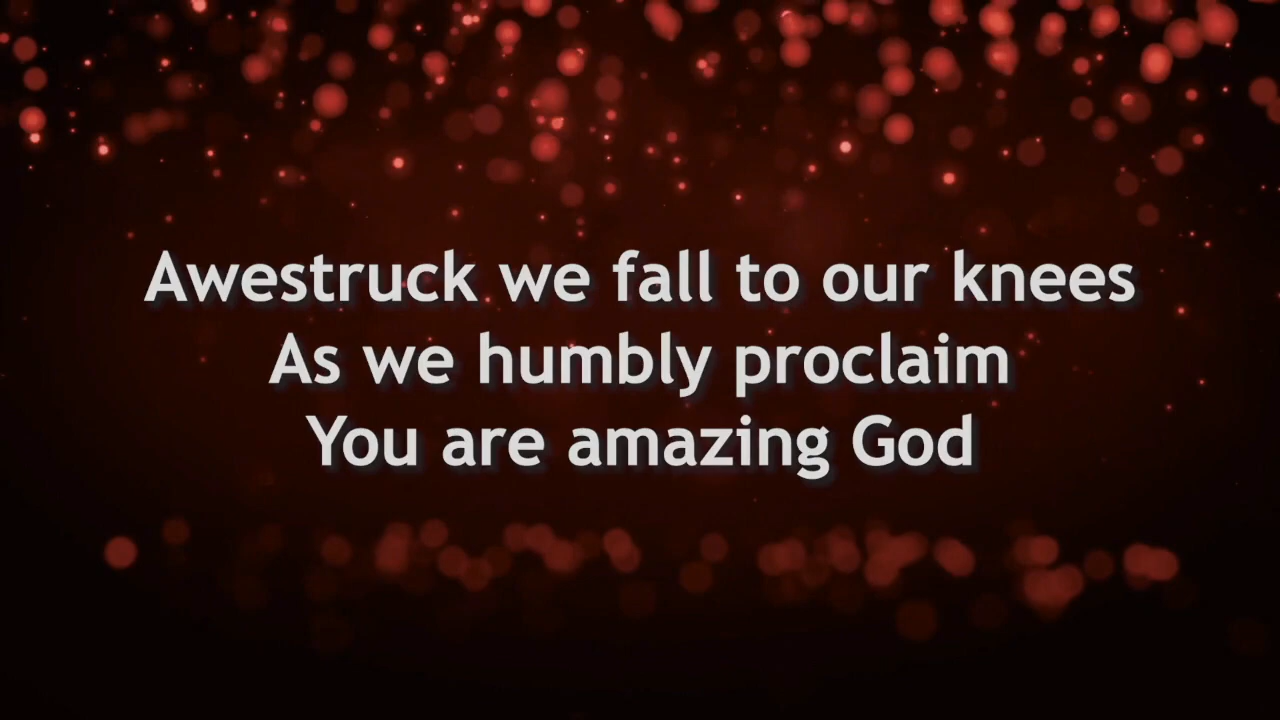 Awestruck we fall to our knees
As we humbly proclaim
You are amazing God